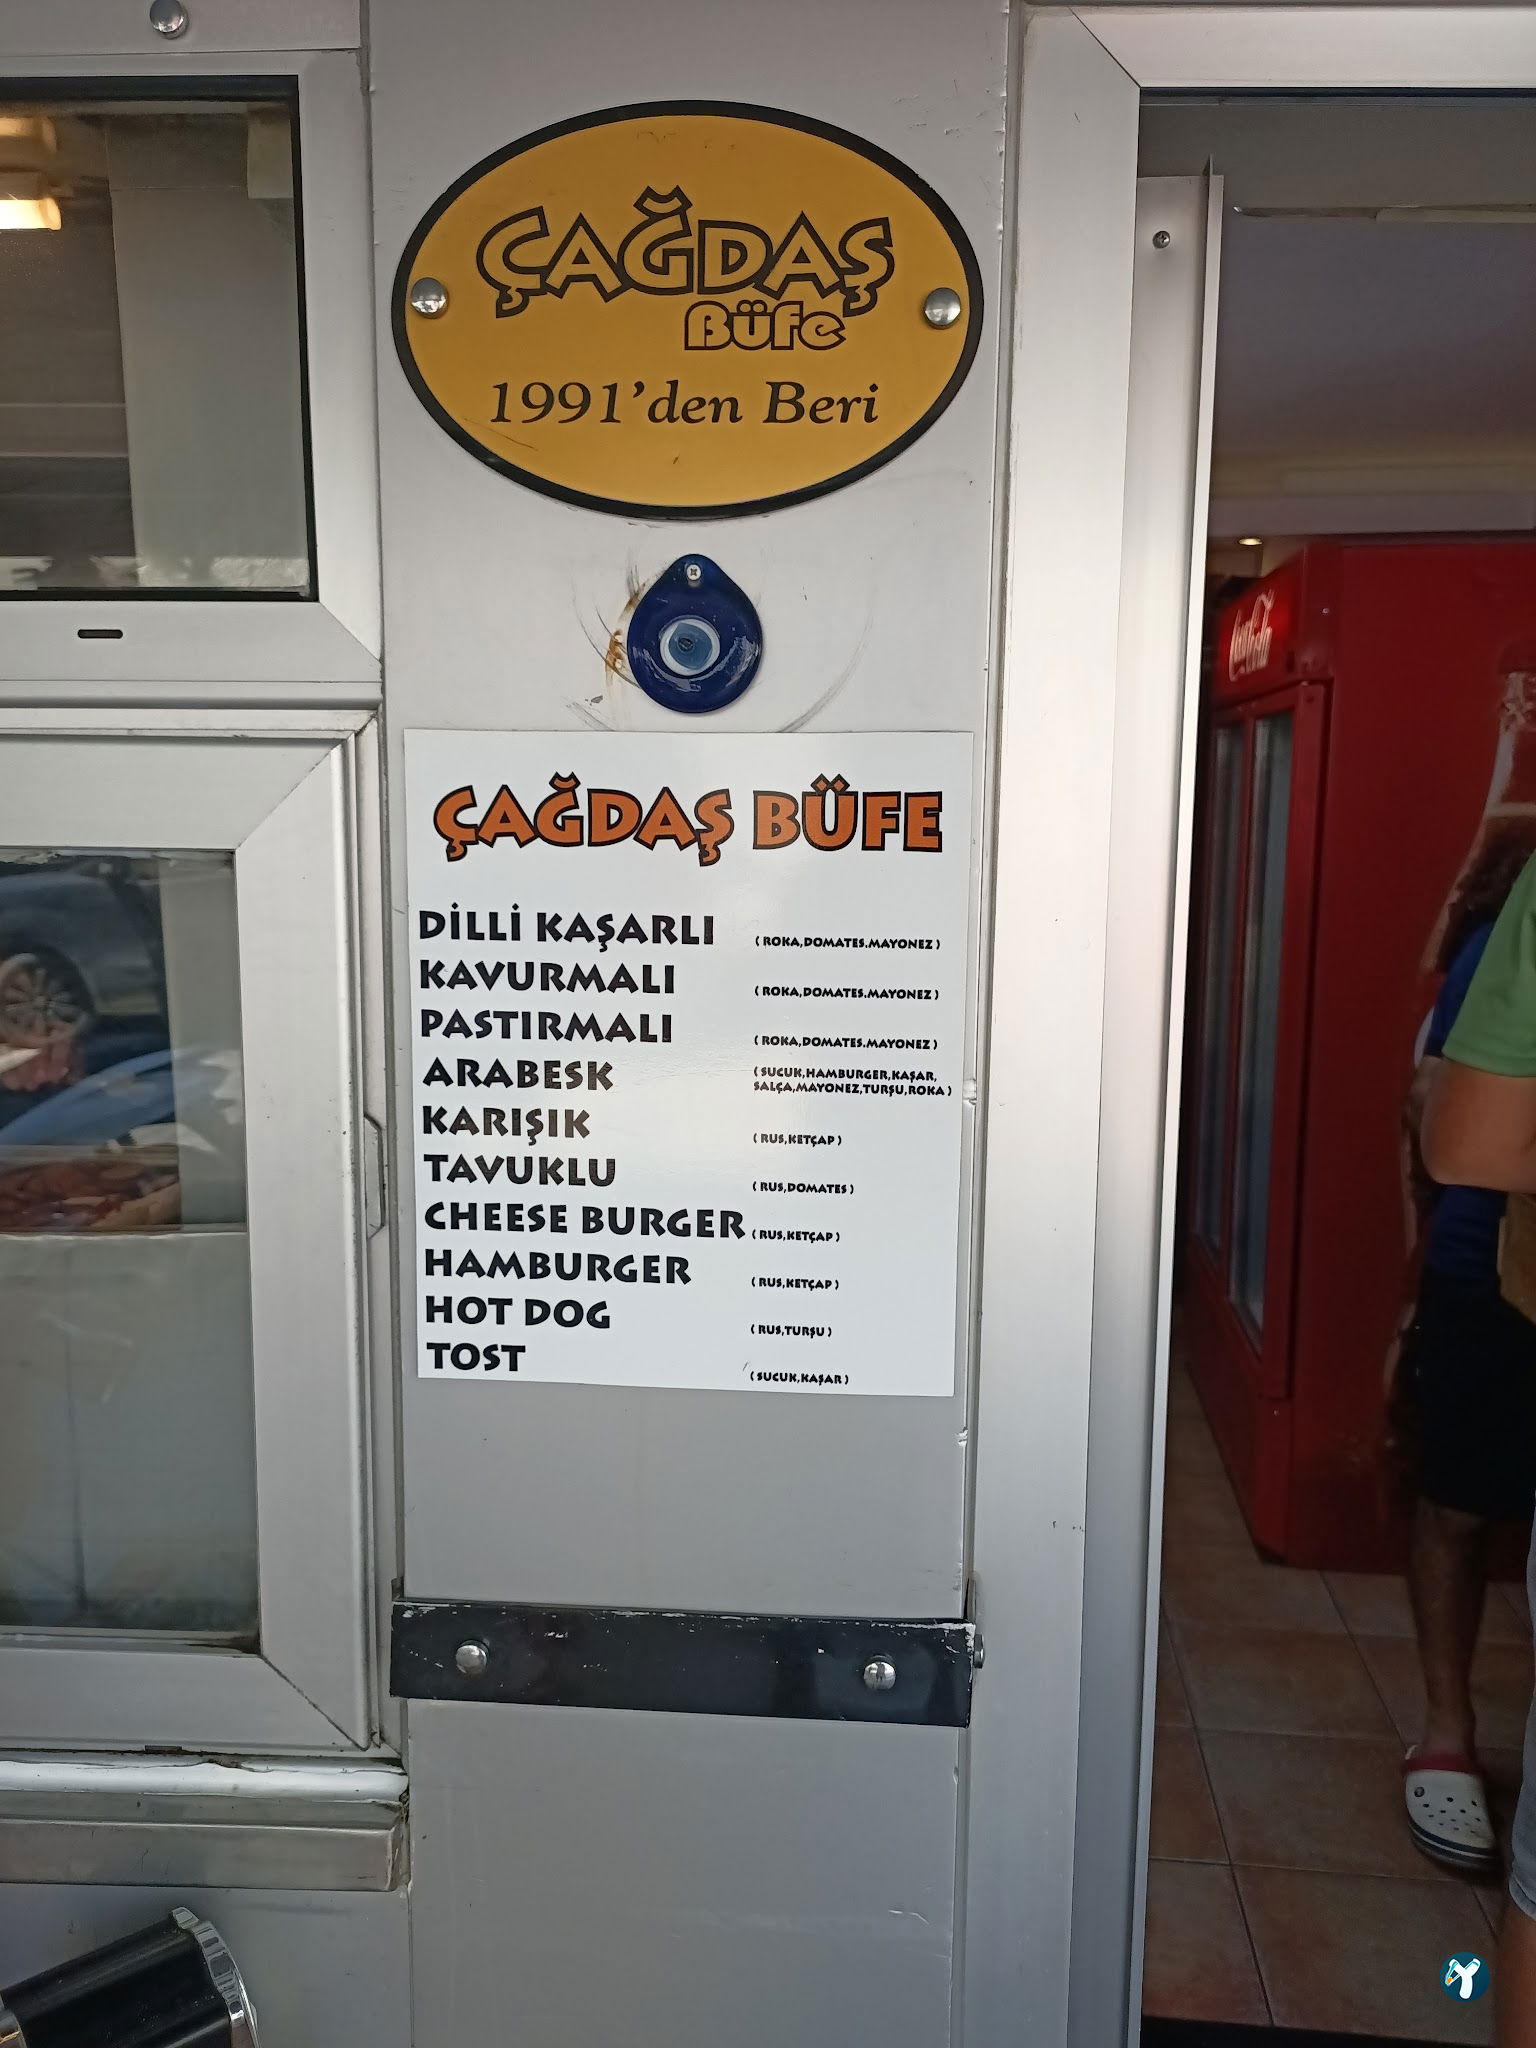 ÇAĞDAŞ
Büfe
1991'den Beri
ÇAĞDAŞ BÜFE
DİLLİ KAŞARLI ( ROKA,DOMATES.MAYONEZ )
KAVURMALI ( ROKA,DOMATES.MAYONEZ )
PASTIRMALI ( ROKA,DOMATES.MAYONEZ )
ARABESK ( SUCUK,HAMBURGER,KAŞAR,
SALÇA,MAYONEZ,TURŞU,ROKA )
KARIŞIK ( RUS,KETÇAP )
TAVUKLU ( RUS,DOMATES )
CHEESE BURGER ( RUS,KETÇAP )
HAMBURGER ( RUS,KETÇAP )
HOT DOG ( RUS,TURŞU )
TOST ( SUCUK,KAŞAR )
Coca-Cola